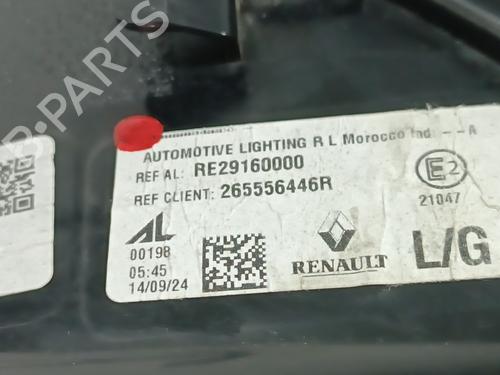 AUTOMOTIVE LIGHTING R L Morocco Ind - - A
REF AL: RE29160000
REF CLIENT: 265556446R
E2
21047
AL
00198
05:45
14/09/24
RENAULT
L/G
B-PARTS